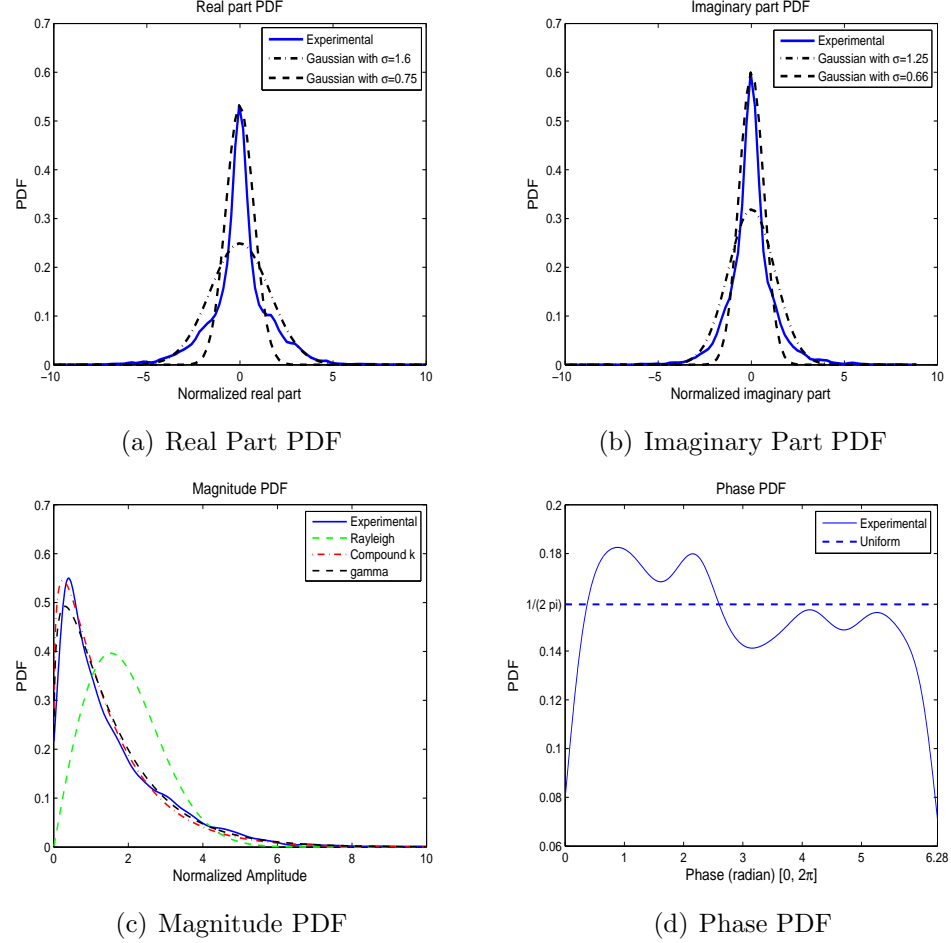 Real part PDF
0.7
0.6
0.5
0.4
0.3
0.2
0.1
0
PDF
Experimental
Gaussian with σ=1.6
Gaussian with σ=0.75
−10
−5
0
5
10
Normalized real part
(a) Real Part PDF
Imaginary part PDF
0.7
0.6
0.5
0.4
0.3
0.2
0.1
0
PDF
Experimental
Gaussian with σ=1.25
Gaussian with σ=0.66
−10
−5
0
5
10
Normalized imaginary part
(b) Imaginary Part PDF
Magnitude PDF
0.7
0.6
0.5
0.4
0.3
0.2
0.1
0
PDF
Experimental
Rayleigh
Compound k
gamma
0
2
4
6
8
10
Normalized Amplitude
(c) Magnitude PDF
Phase PDF
0.18
1/(2 pi)
0.14
0.12
0.1
0.08
0.06
PDF
Experimental
Uniform
0
1
2
3
4
5
6.28
Phase (radian) [0, 2π]
(d) Phase PDF